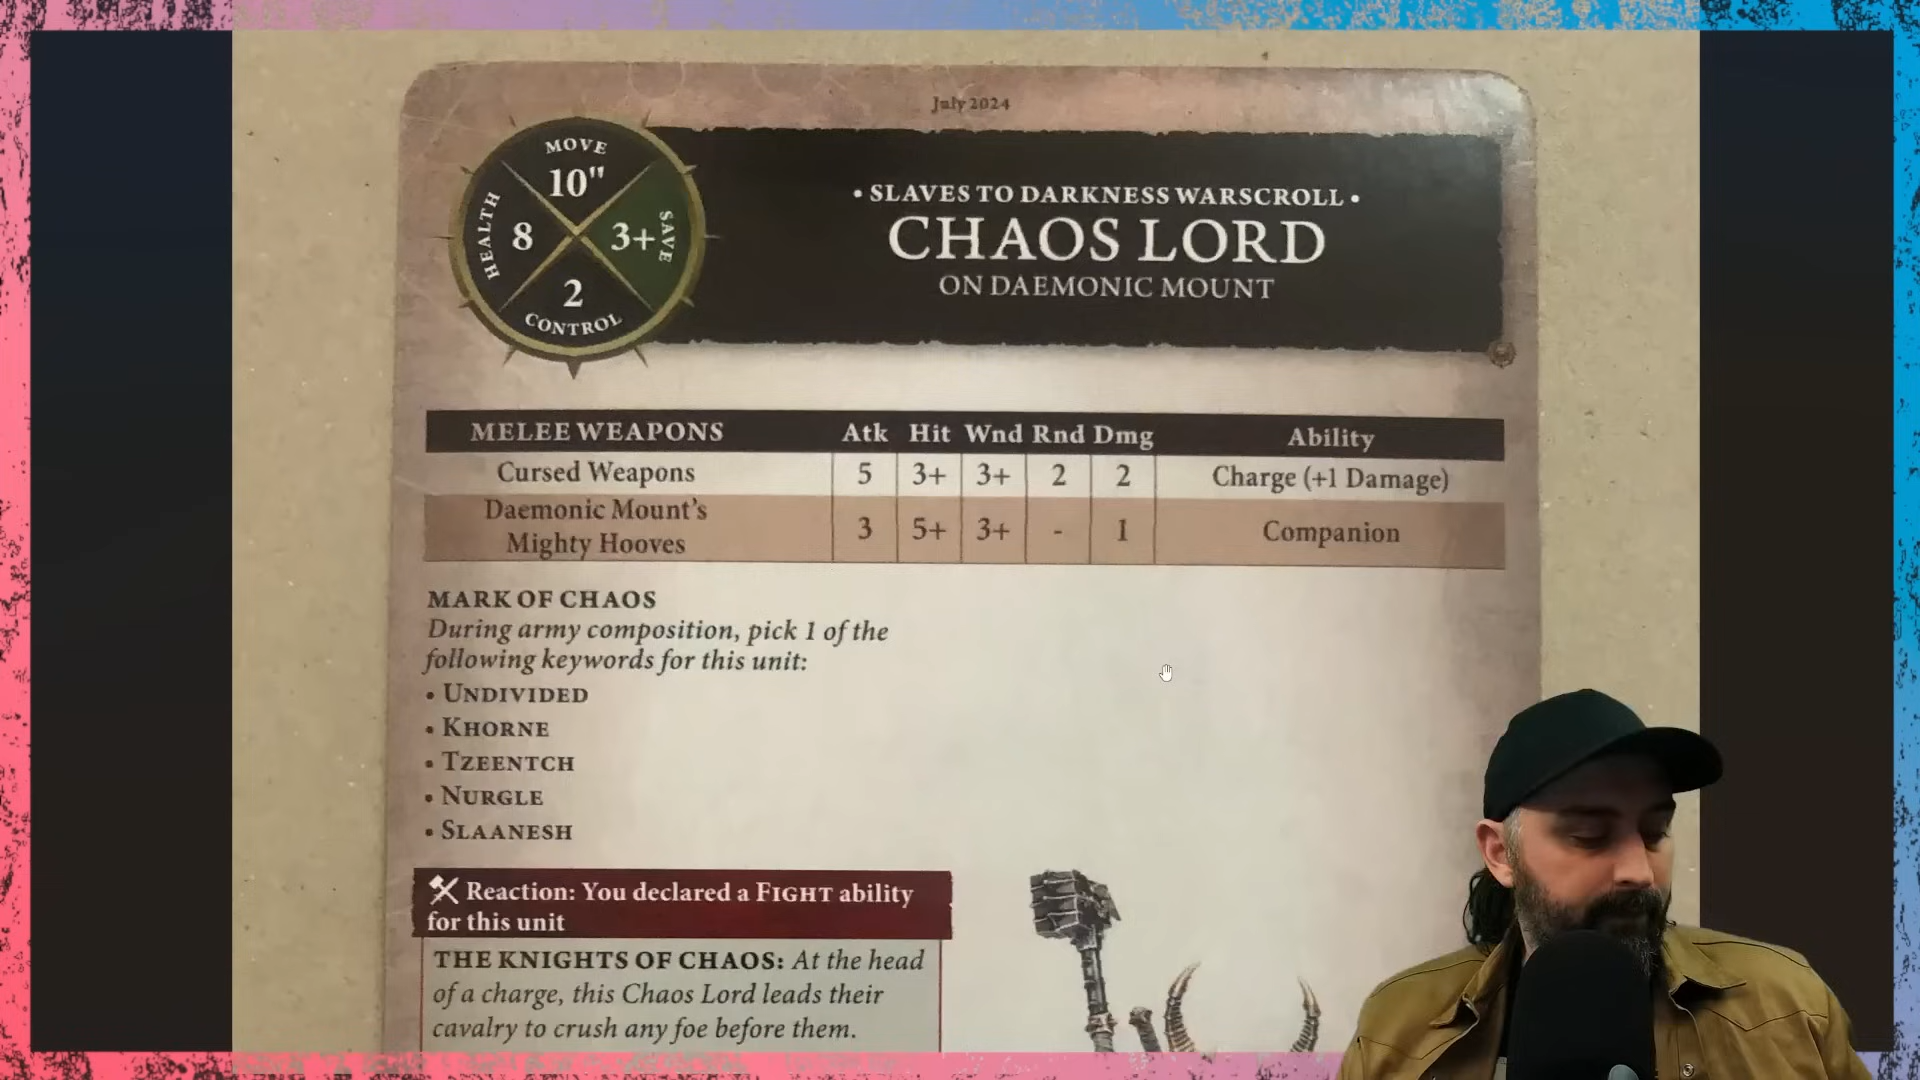 July 2024
MOVE
10"
HEALTH
8
3+
SAVE
2
CONTROL
• SLAVES TO DARKNESS WARSCROLL •
CHAOS LORD
ON DAEMONIC MOUNT
MELEE WEAPONS Atk Hit Wnd Rnd Dmg Ability
Cursed Weapons 5 3+ 3+ 2 2 Charge (+1 Damage)
Daemonic Mount's
Mighty Hooves 3 5+ 3+ - 1 Companion
MARK OF CHAOS
During army composition, pick 1 of the
following keywords for this unit:
• UNDIVIDED
• KHORNE
• TZEENTCH
• NURGLE
• SLAANESH
Reaction: You declared a FIGHT ability
for this unit
THE KNIGHTS OF CHAOS: At the head
of a charge, this Chaos Lord leads their
cavalry to crush any foe before them.